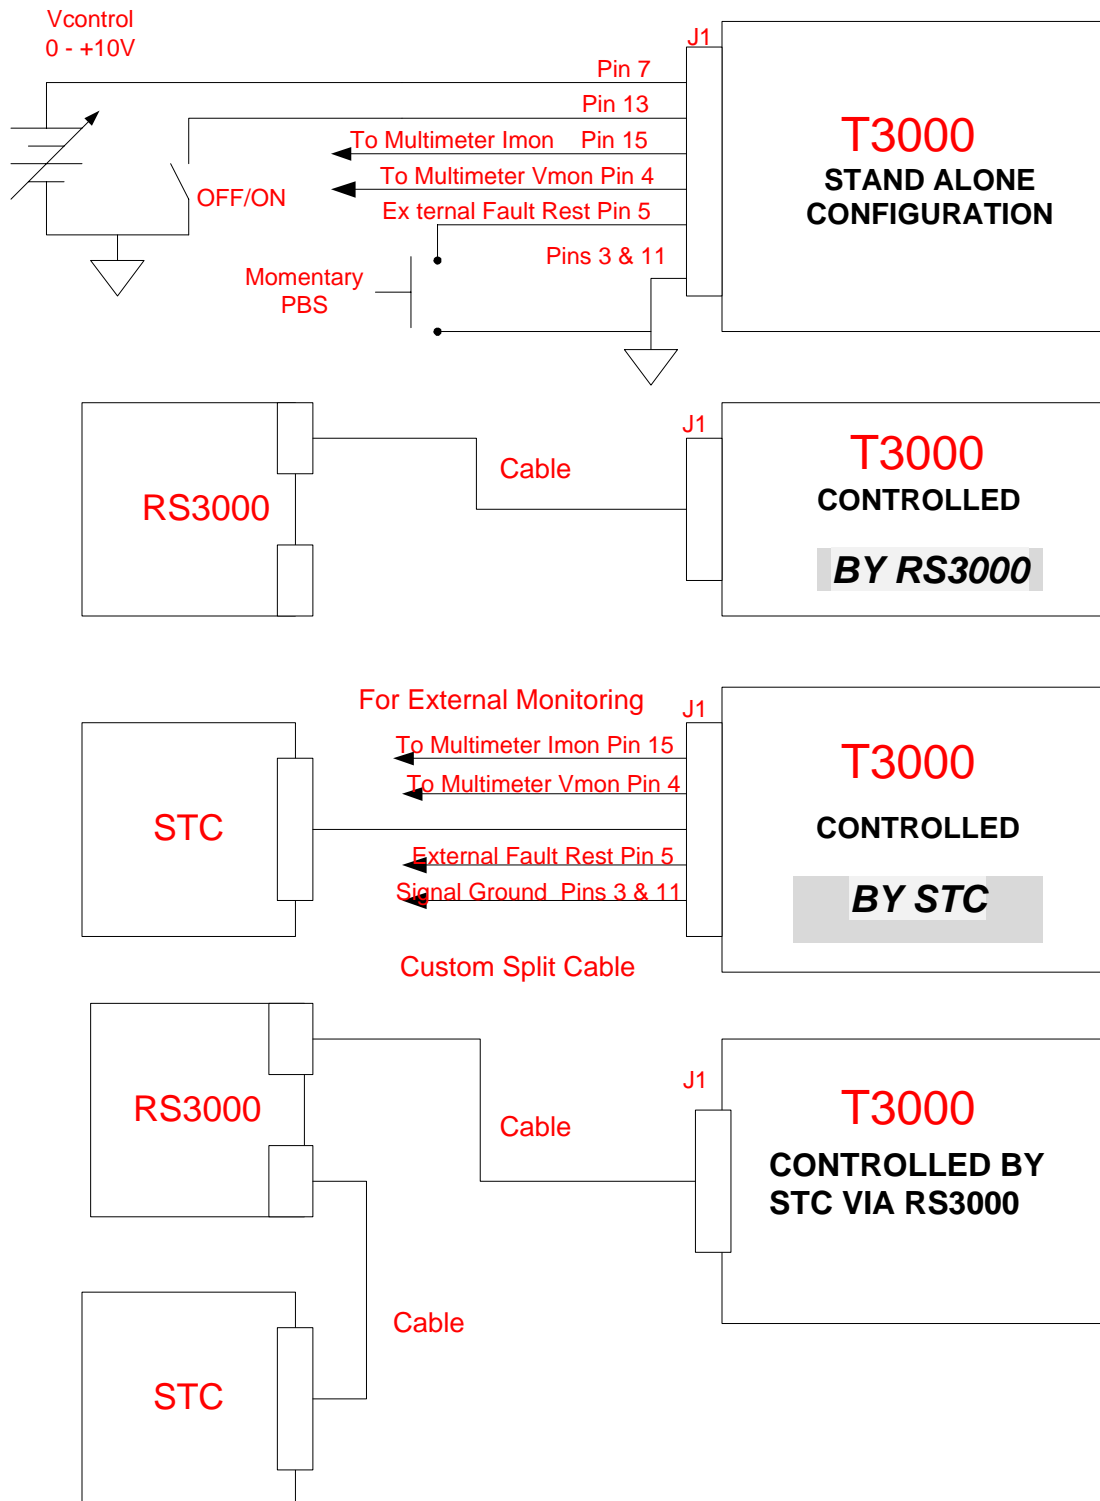 Vcontrol
0 - +10V
J1
Pin 7
Pin 13
To Multimeter Imon Pin 15
To Multimeter Vmon Pin 4
OFF/ON
Ex ternal Fault Rest Pin 5
Pins 3 & 11
Momentary
PBS
T3000
STAND ALONE
CONFIGURATION
RS3000
Cable
J1
T3000
CONTROLLED
BY RS3000
For External Monitoring
J1
To Multimeter Imon Pin 15
To Multimeter Vmon Pin 4
STC
External Fault Rest Pin 5
Signal Ground Pins 3 & 11
Custom Split Cable
T3000
CONTROLLED
BY STC
RS3000
Cable
J1
T3000
CONTROLLED BY
STC VIA RS3000
Cable
STC